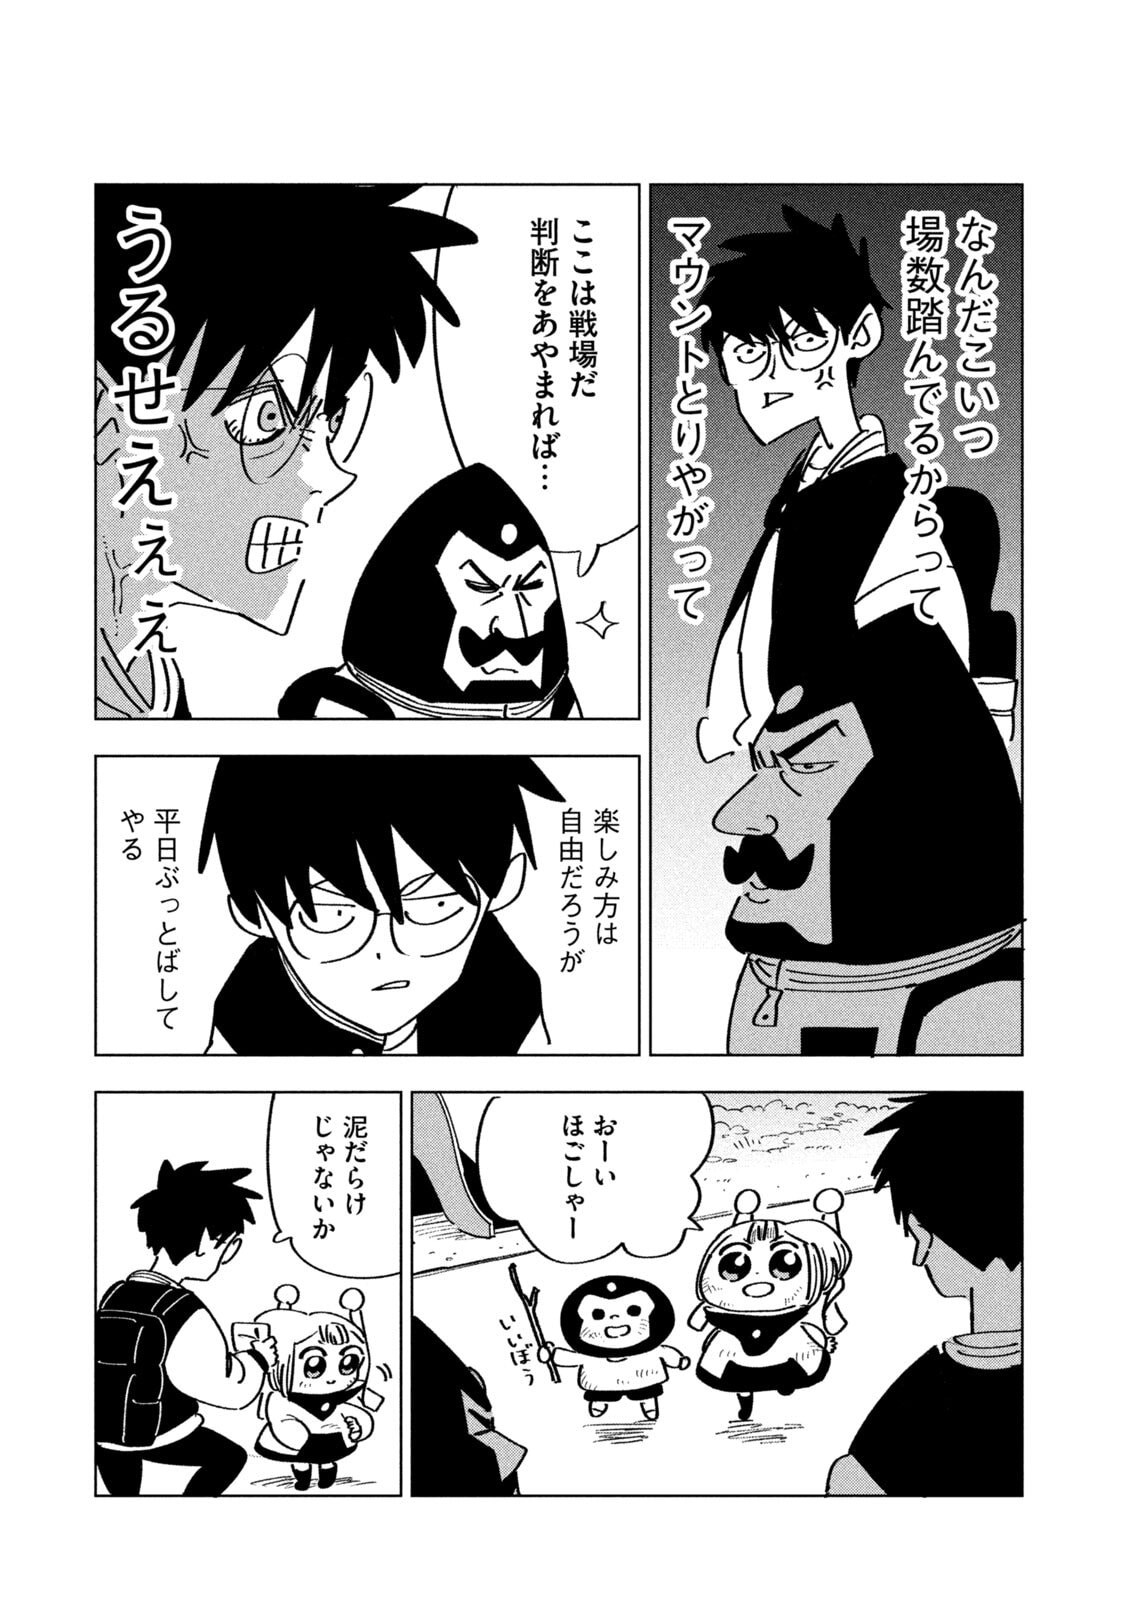 なんだこいつ
場数踏んでるからって
マウントとりやがって
ここは戦場だ
判断をあやまれば…
うるせえぇぇ
楽しみ方は
自由だろうが
平日ぶっとばして
やる
おーい
ほごしゃー
いいぼう
泥だらけ
じゃないか